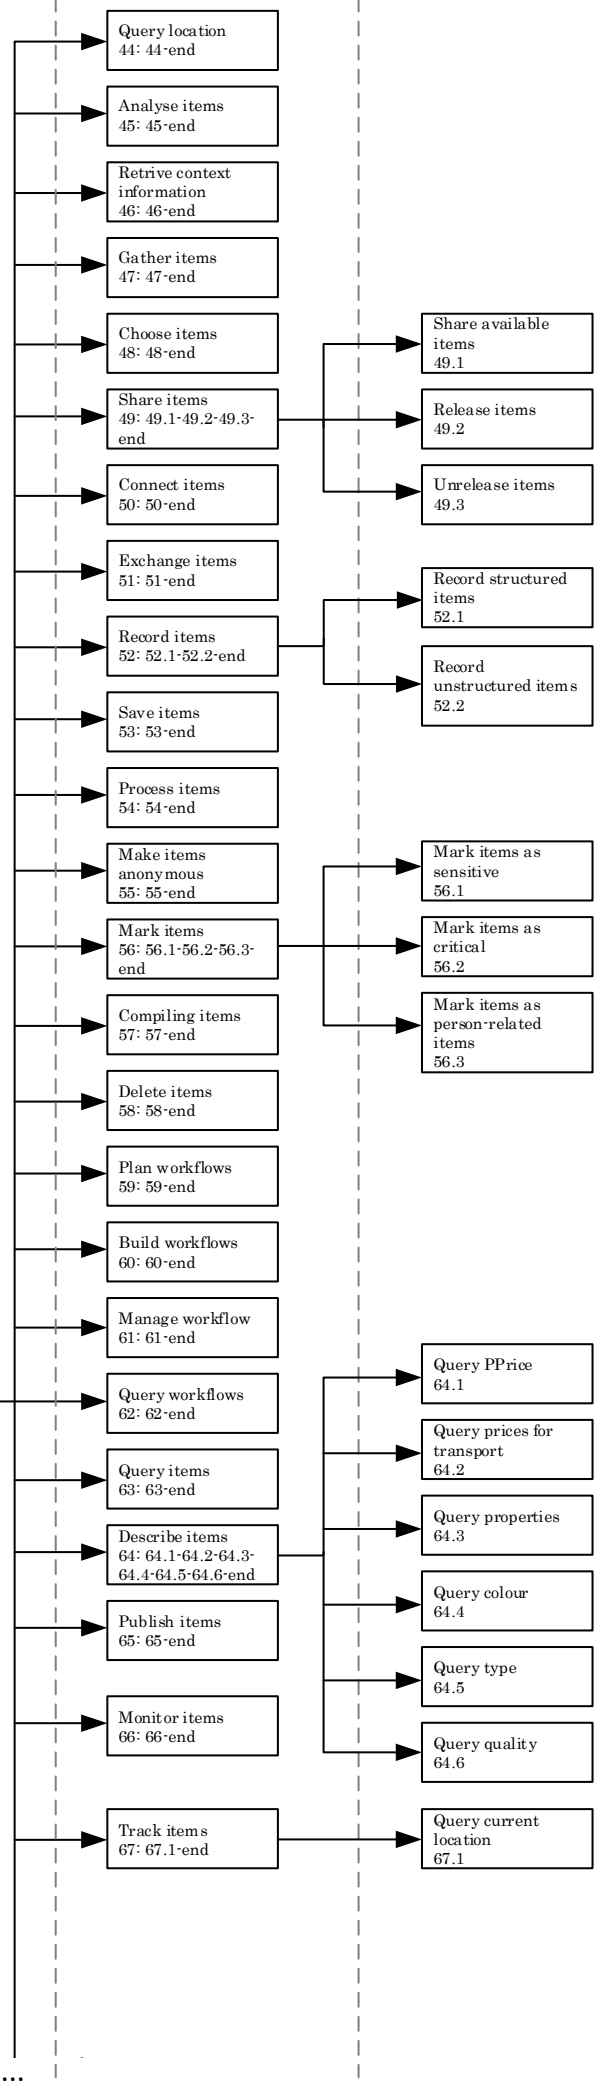 Query location
44: 44-end
Analyse items
45: 45-end
Retrive context
information
46: 46-end
Gather items
47: 47-end
Choose items
48: 48-end
Share items
49: 49.1-49.2-49.3-
end
Share available
items
49.1
Release items
49.2
Unrelease items
49.3
Connect items
50: 50-end
Exchange items
51: 51-end
Record items
52: 52.1-52.2-end
Record structured
items
52.1
Record
unstructured items
52.2
Save items
53: 53-end
Process items
54: 54-end
Make items
anonymous
55: 55-end
Mark items
56: 56.1-56.2-56.3-
end
Mark items as
sensitive
56.1
Mark items as
critical
56.2
Mark items as
person-related
items
56.3
Compiling items
57: 57-end
Delete items
58: 58-end
Plan workflows
59: 59-end
Build workflows
60: 60-end
Manage workflow
61: 61-end
Query workflows
62: 62-end
Query items
63: 63-end
Describe items
64: 64.1-64.2-64.3-
64.4-64.5-64.6-end
Query PPrice
64.1
Query prices for
transport
64.2
Query properties
64.3
Query colour
64.4
Query type
64.5
Query quality
64.6
Publish items
65: 65-end
Monitor items
66: 66-end
Track items
67: 67.1-end
Query current
location
67.1
...